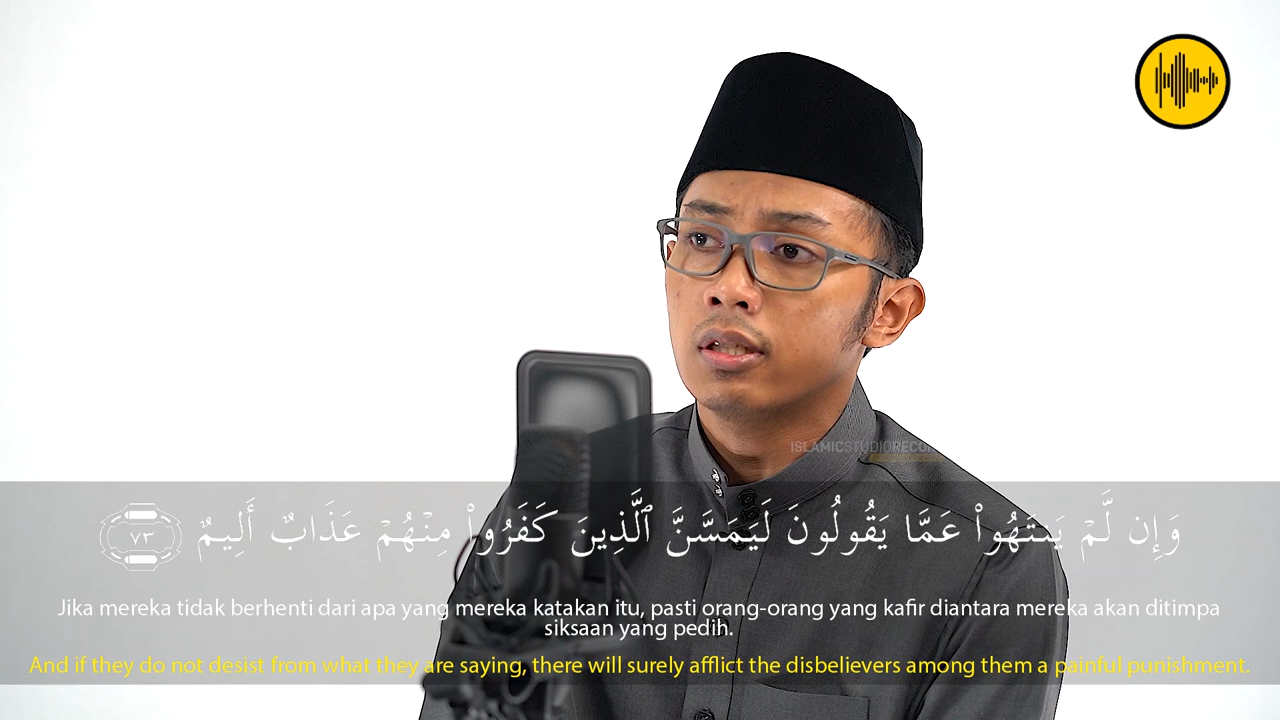 ISLAMICSTUDIORECC
وَإِن لَّمْ يَنتَهُوا۟ عَمَّا يَقُولُونَ لَيَمَسَّنَّ ٱلَّذِينَ كَفَرُوا۟ مِنْهُمْ عَذَابٌ أَلِيمٌ ٧٣
Jika mereka tidak berhenti dari apa yang mereka katakan itu, pasti orang-orang yang kafir diantara mereka akan ditimpa
siksaan yang pedih.
And if they do not desist from what they are saying, there will surely afflict the disbelievers among them a painful punishment.